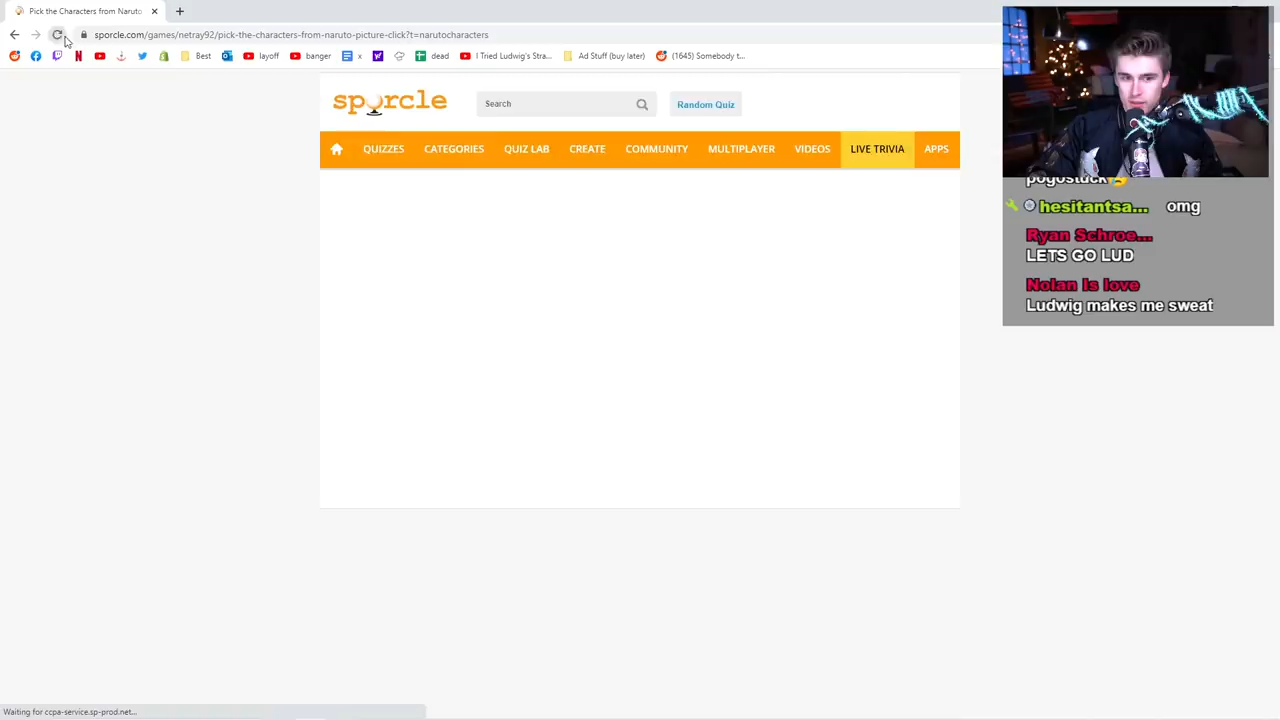 Pick the Characters from Naruto
sporcle.com/games/netray92/pick-the-characters-from-naruto-picture-click?t=narutocharacters
Best
layoff
banger
x
dead
I Tried Ludwig's Stra...
Ad Stuff (buy later)
(1645) Somebody t...
sporcle
Search
Random Quiz
QUIZZES CATEGORIES QUIZ LAB CREATE COMMUNITY MULTIPLAYER VIDEOS LIVE TRIVIA APPS
pogostuck
hesitantsa... omg
Ryan Schroe...
LETS GO LUD
Nolan Is love
Ludwig makes me sweat
Waiting for ccpa-service.sp-prod.net...